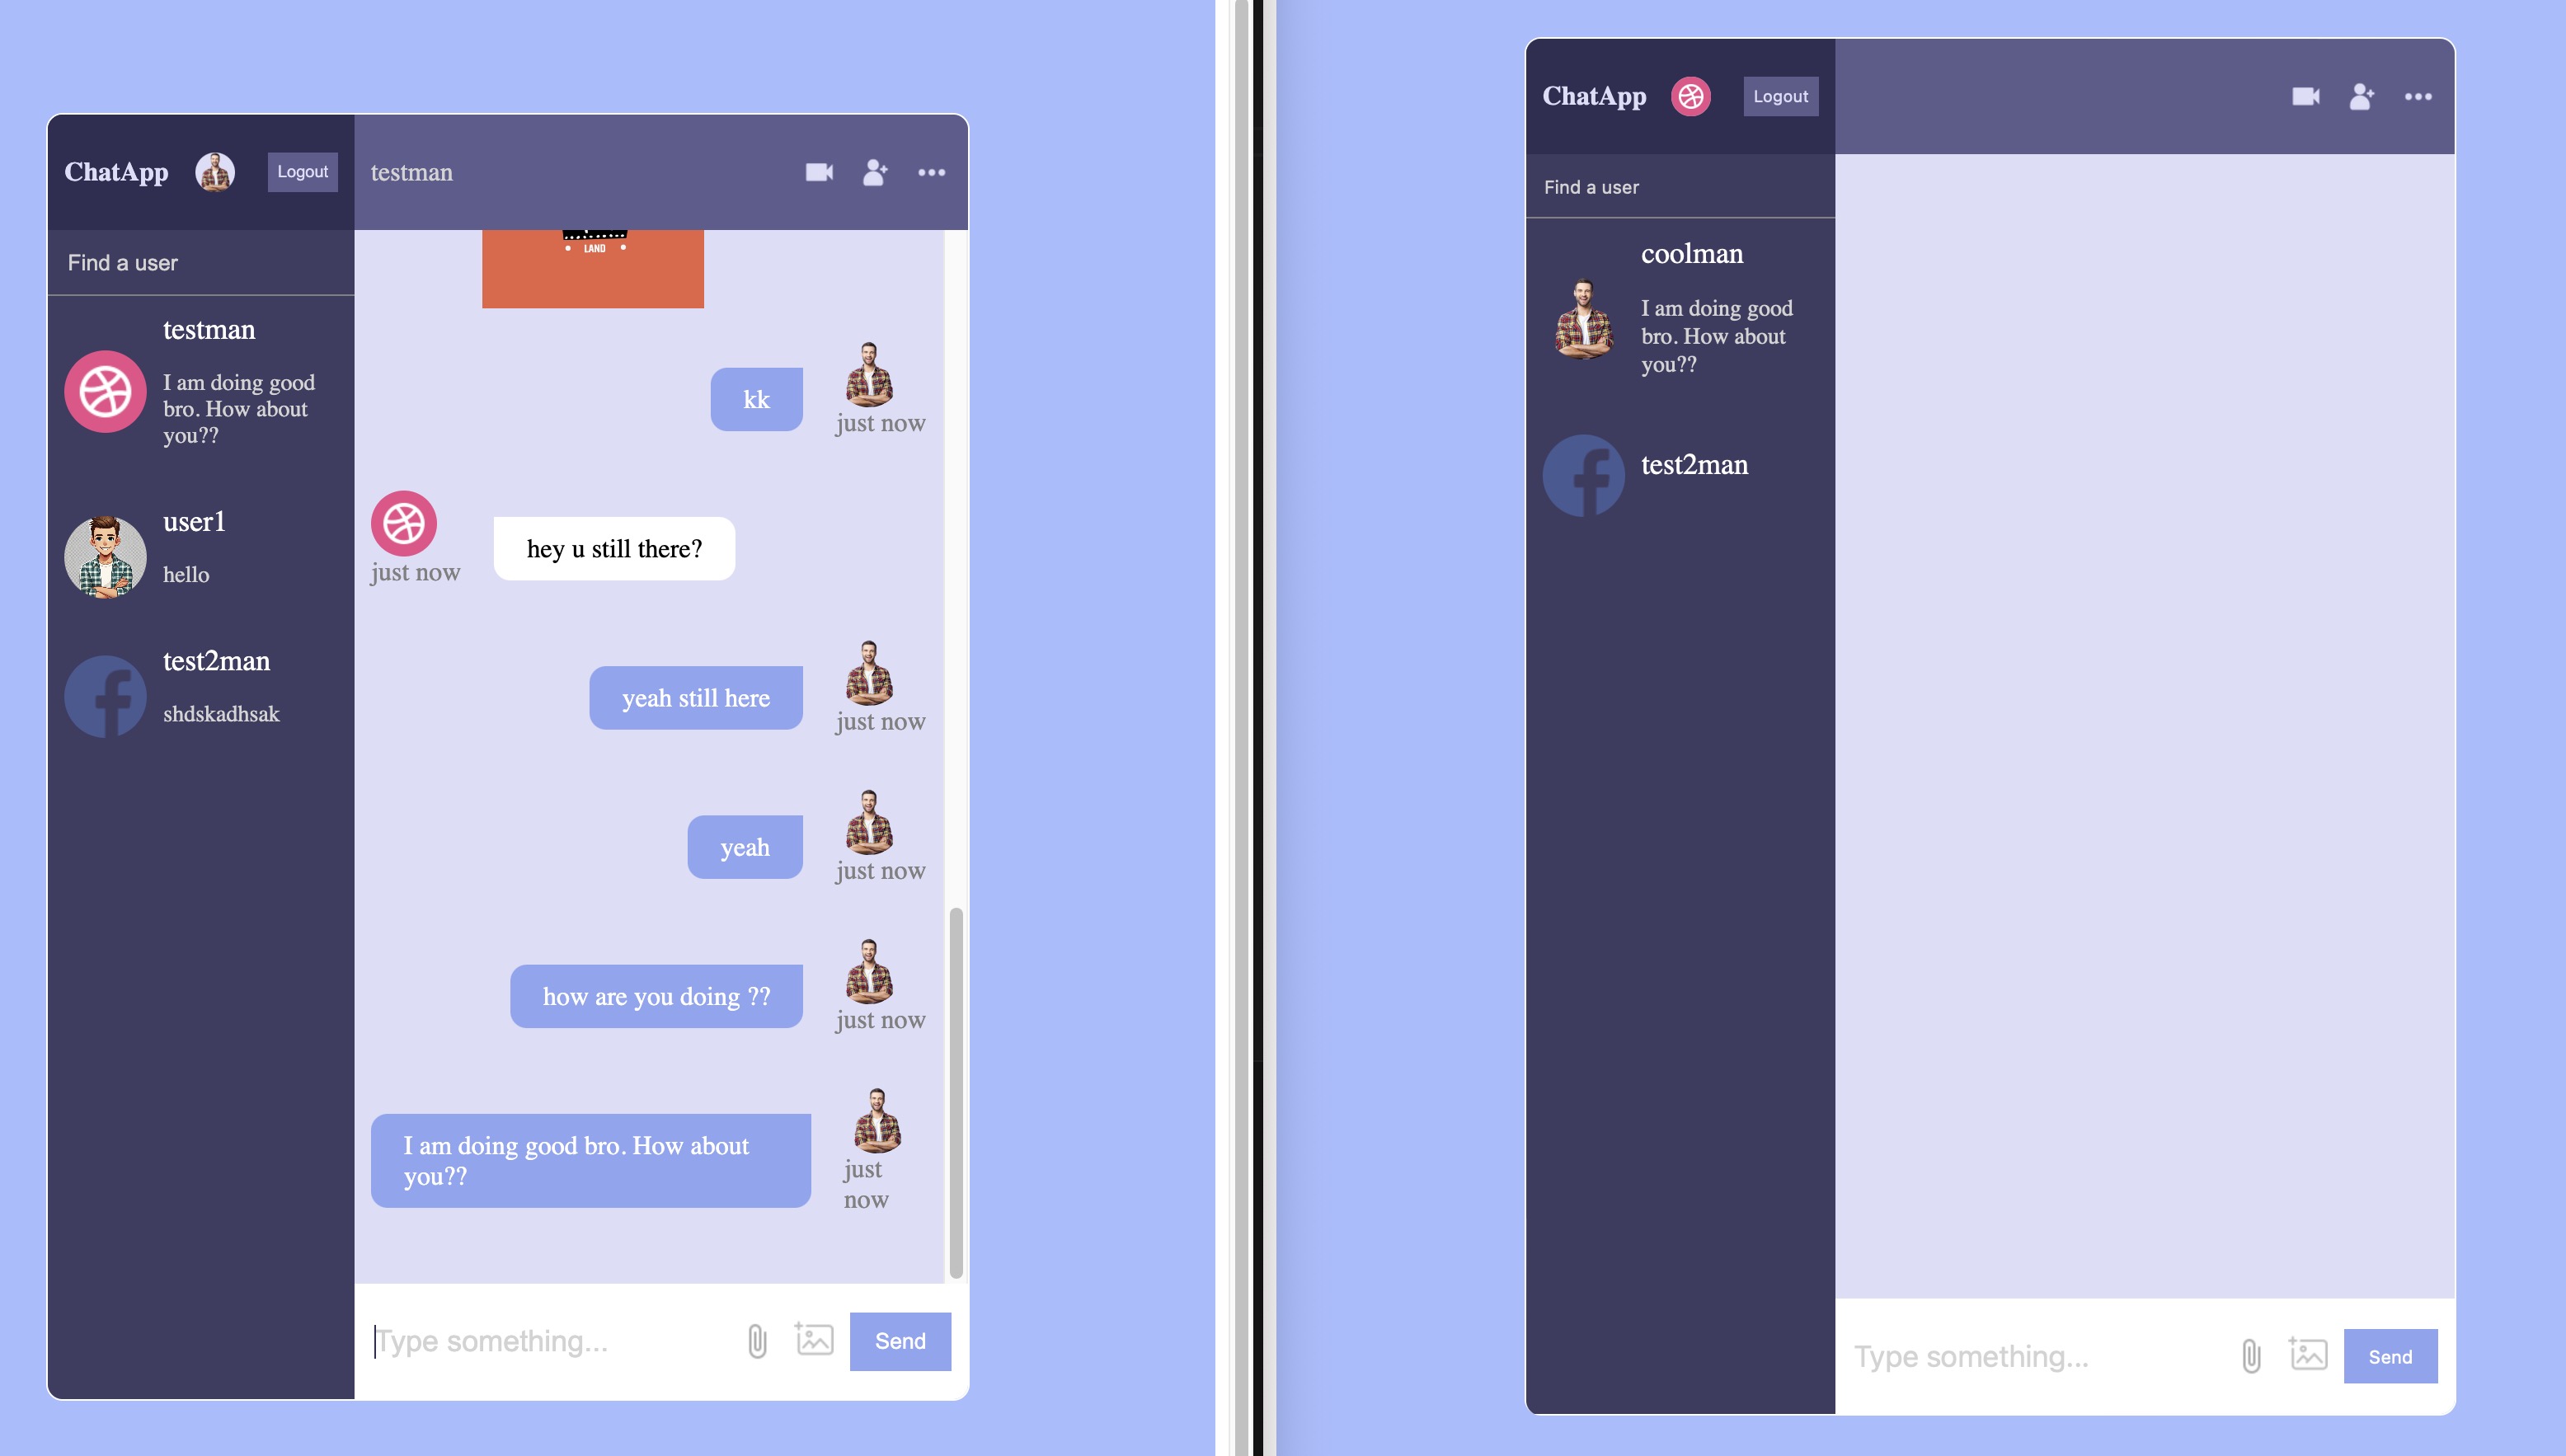 ChatApp
Logout
testman
Find a user
testman
I am doing good
bro. How about
you??
user1
hello
test2man
shdskadhsak
LAND
kk
just now
hey u still there?
just now
yeah still here
just now
yeah
just now
how are you doing ??
just now
I am doing good bro. How about
you??
just
now
Type something...
Send
ChatApp
Logout
Find a user
coolman
I am doing good
bro. How about
you??
test2man
Type something...
Send